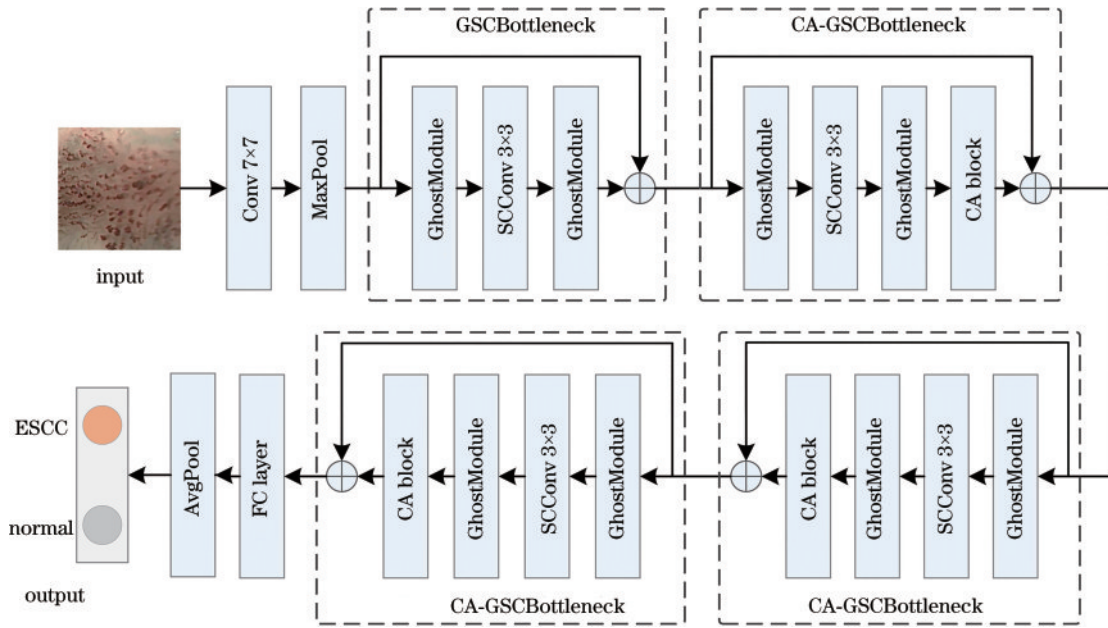 GSCBottleneck
CA-GSCBottleneck
Conv 7×7
MaxPool
GhostModule
SCConv 3×3
GhostModule
GhostModule
SCConv 3×3
GhostModule
CA block
input
ESCC
normal
output
AvgPool
FC layer
CA block
GhostModule
SCConv 3×3
GhostModule
CA block
GhostModule
SCConv 3×3
GhostModule
CA-GSCBottleneck
CA-GSCBottleneck